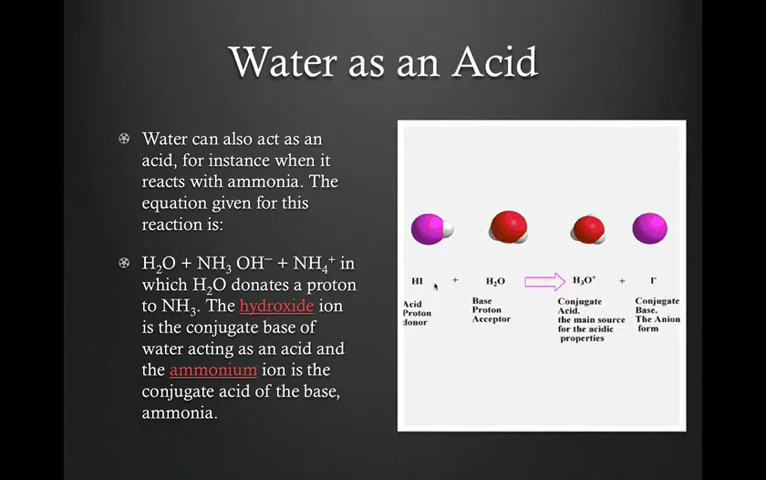 Water as an Acid
Water can also act as an
acid, for instance when it
reacts with ammonia. The
equation given for this
reaction is:
H₂O + NH₃ OH⁻ + NH₄⁺ in
which H₂O donates a proton
to NH₃. The hydroxide ion
is the conjugate base of
water acting as an acid and
the ammonium ion is the
conjugate acid of the base,
ammonia.
HI + H₂O H₃O⁺ + I⁻
Acid
Proton
donor
Base
Proton
Acceptor
Conjugate
Acid.
the main source
for the acidic
properties
Conjugate
Base.
The Anion
form